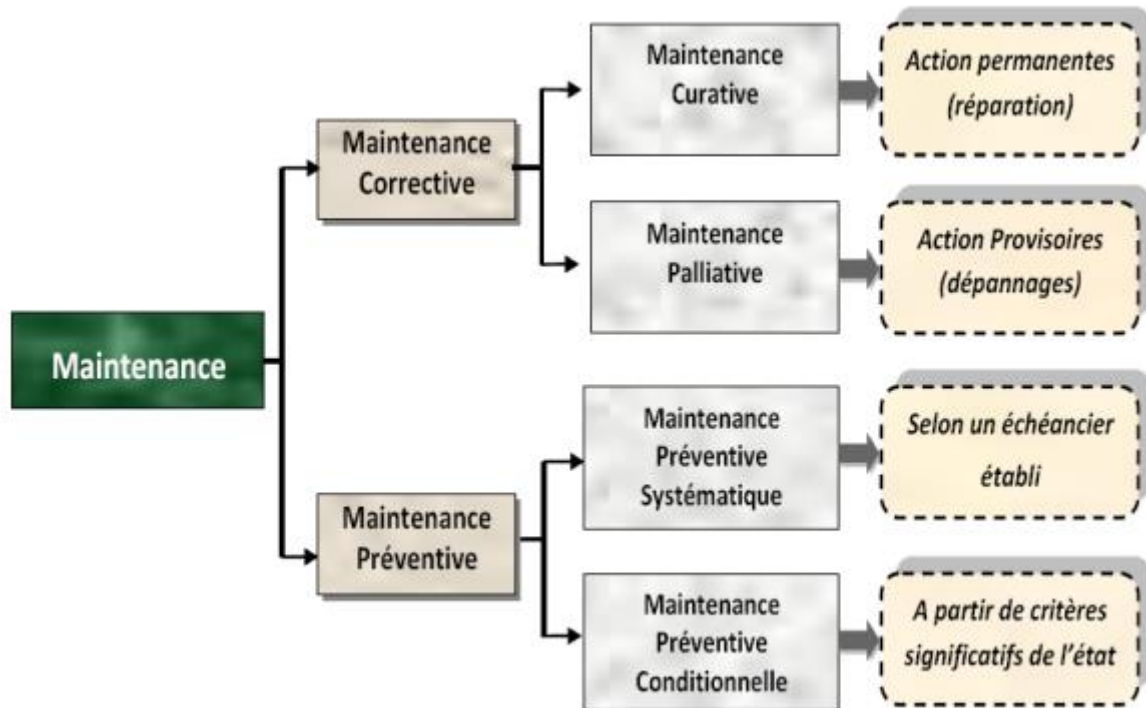 Maintenance
Maintenance
Corrective
Maintenance
Curative
Action permanentes
(réparation)
Maintenance
Palliative
Action Provisoires
(dépannages)
Maintenance
Préventive
Maintenance
Préventive
Systématique
Selon un échéancier
établi
Maintenance
Préventive
Conditionnelle
A partir de critères
significatifs de l’état